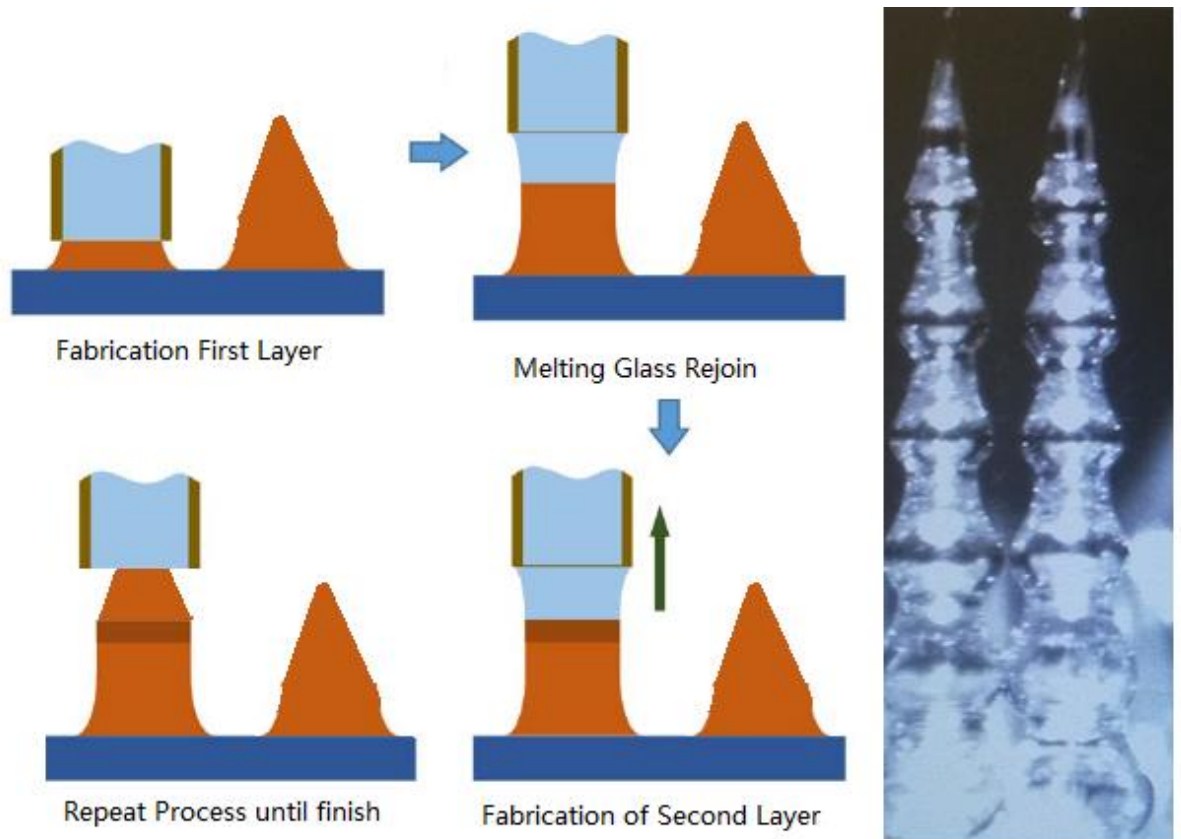 Fabrication First Layer
Melting Glass Rejoin
Fabrication of Second Layer
Repeat Process until finish